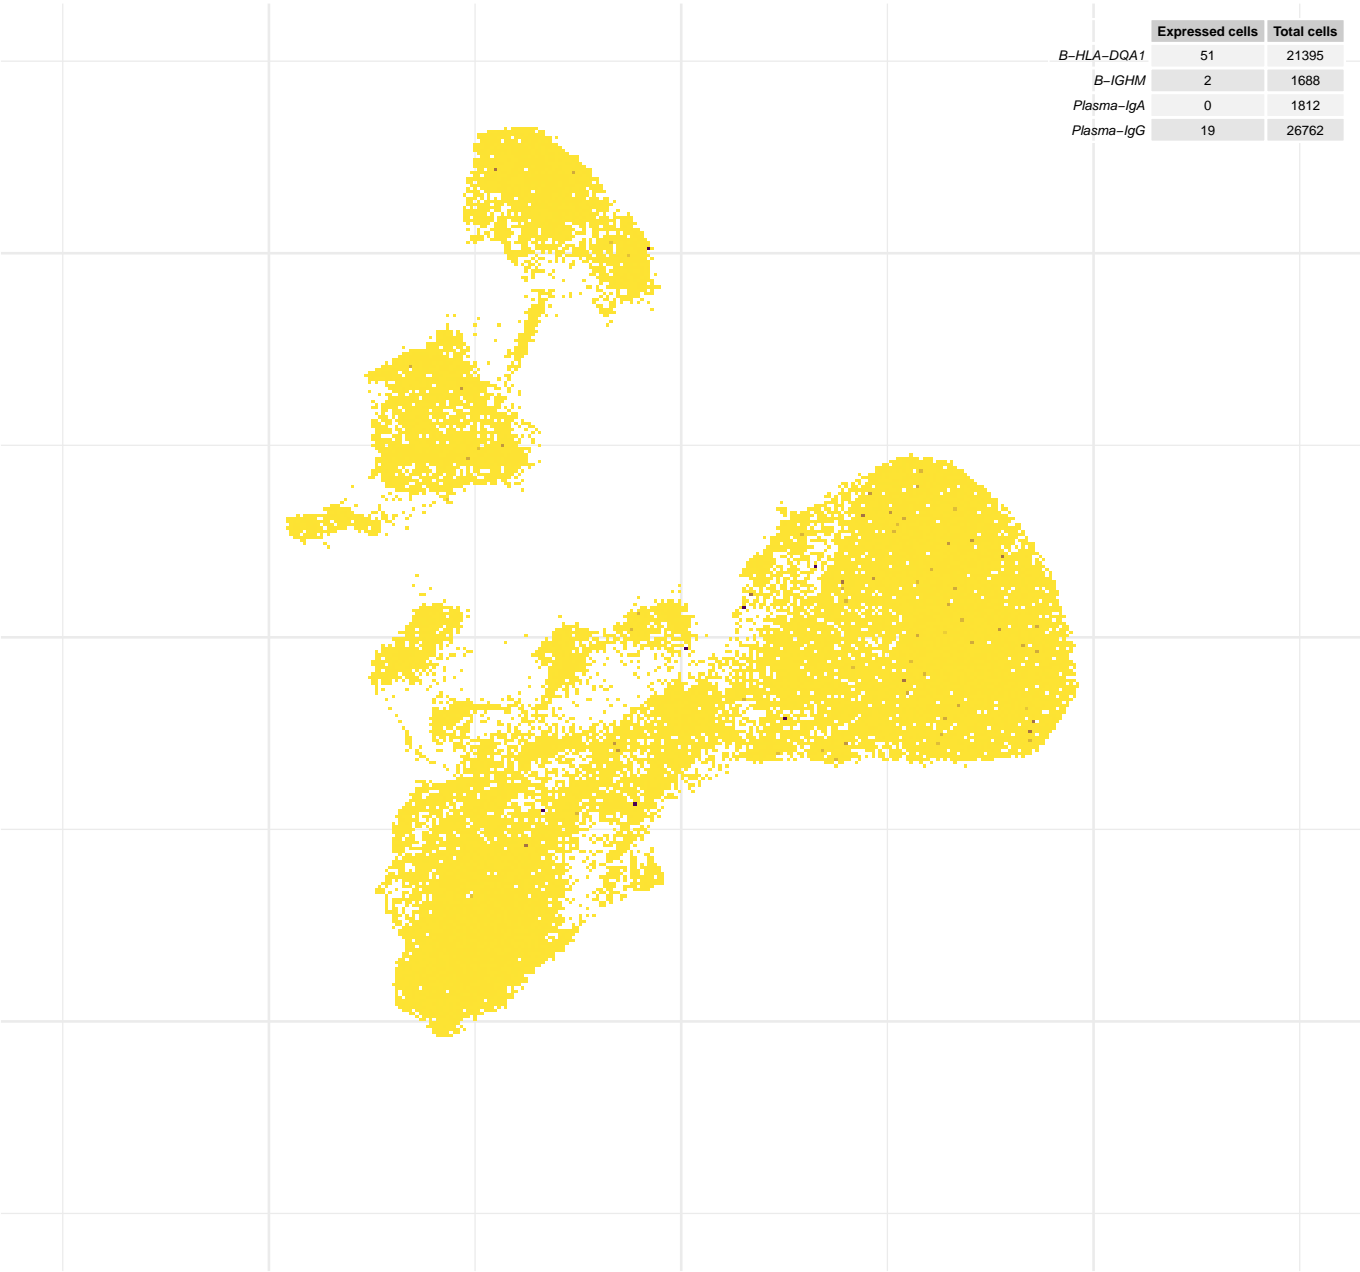 Expressed cells Total cells
B−HLA−DQA1 51 21395
B−IGHM 2 1688
Plasma−IgA 0 1812
Plasma−IgG 19 26762